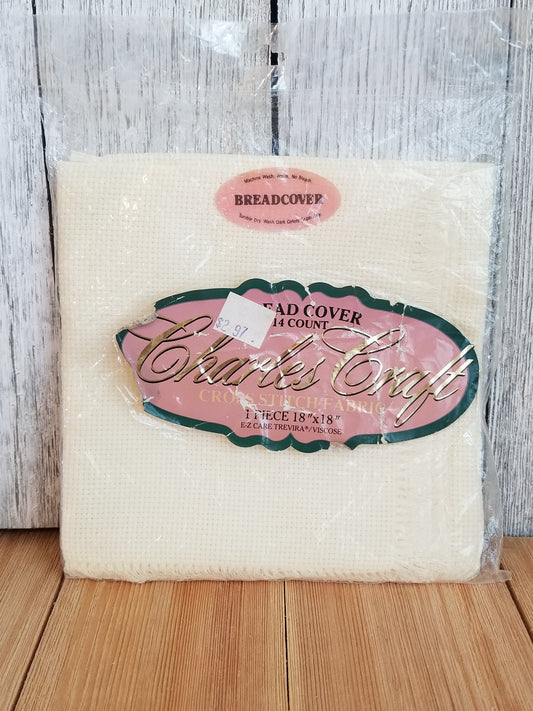 Machine Wash, Warm, No Bleach
BREADCOVER
Tumble Dry, Wash Dark Colors Separately
EAD COVER
14 COUNT
$2.97
Charles Craft
CROSS STITCH FABRIC
1 PIECE 18"x18"
E-Z CARE TREVIRA®/VISCOSE